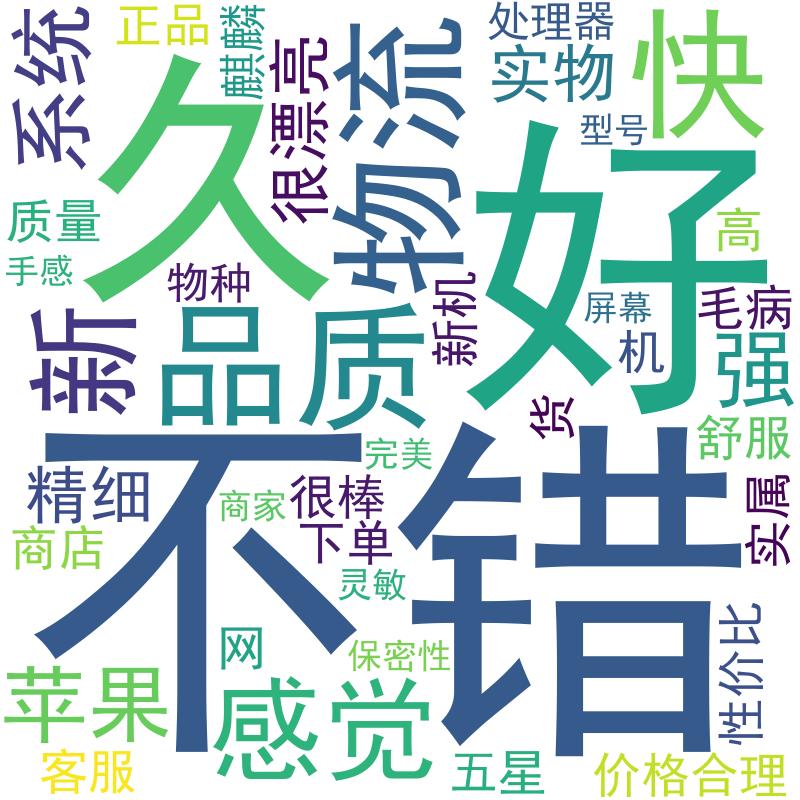 系统
正品
麒麟
很漂亮
物流
处理器
实物
快
型号
久
好
质量
手感
物种
高
新
品质
新机
屏幕
毛病
机
强
货
舒服
不错
完美
精细
商家
很棒
下单
商店
实属
灵敏
网
保密性
性价比
苹果
感觉
客服
五星
价格合理